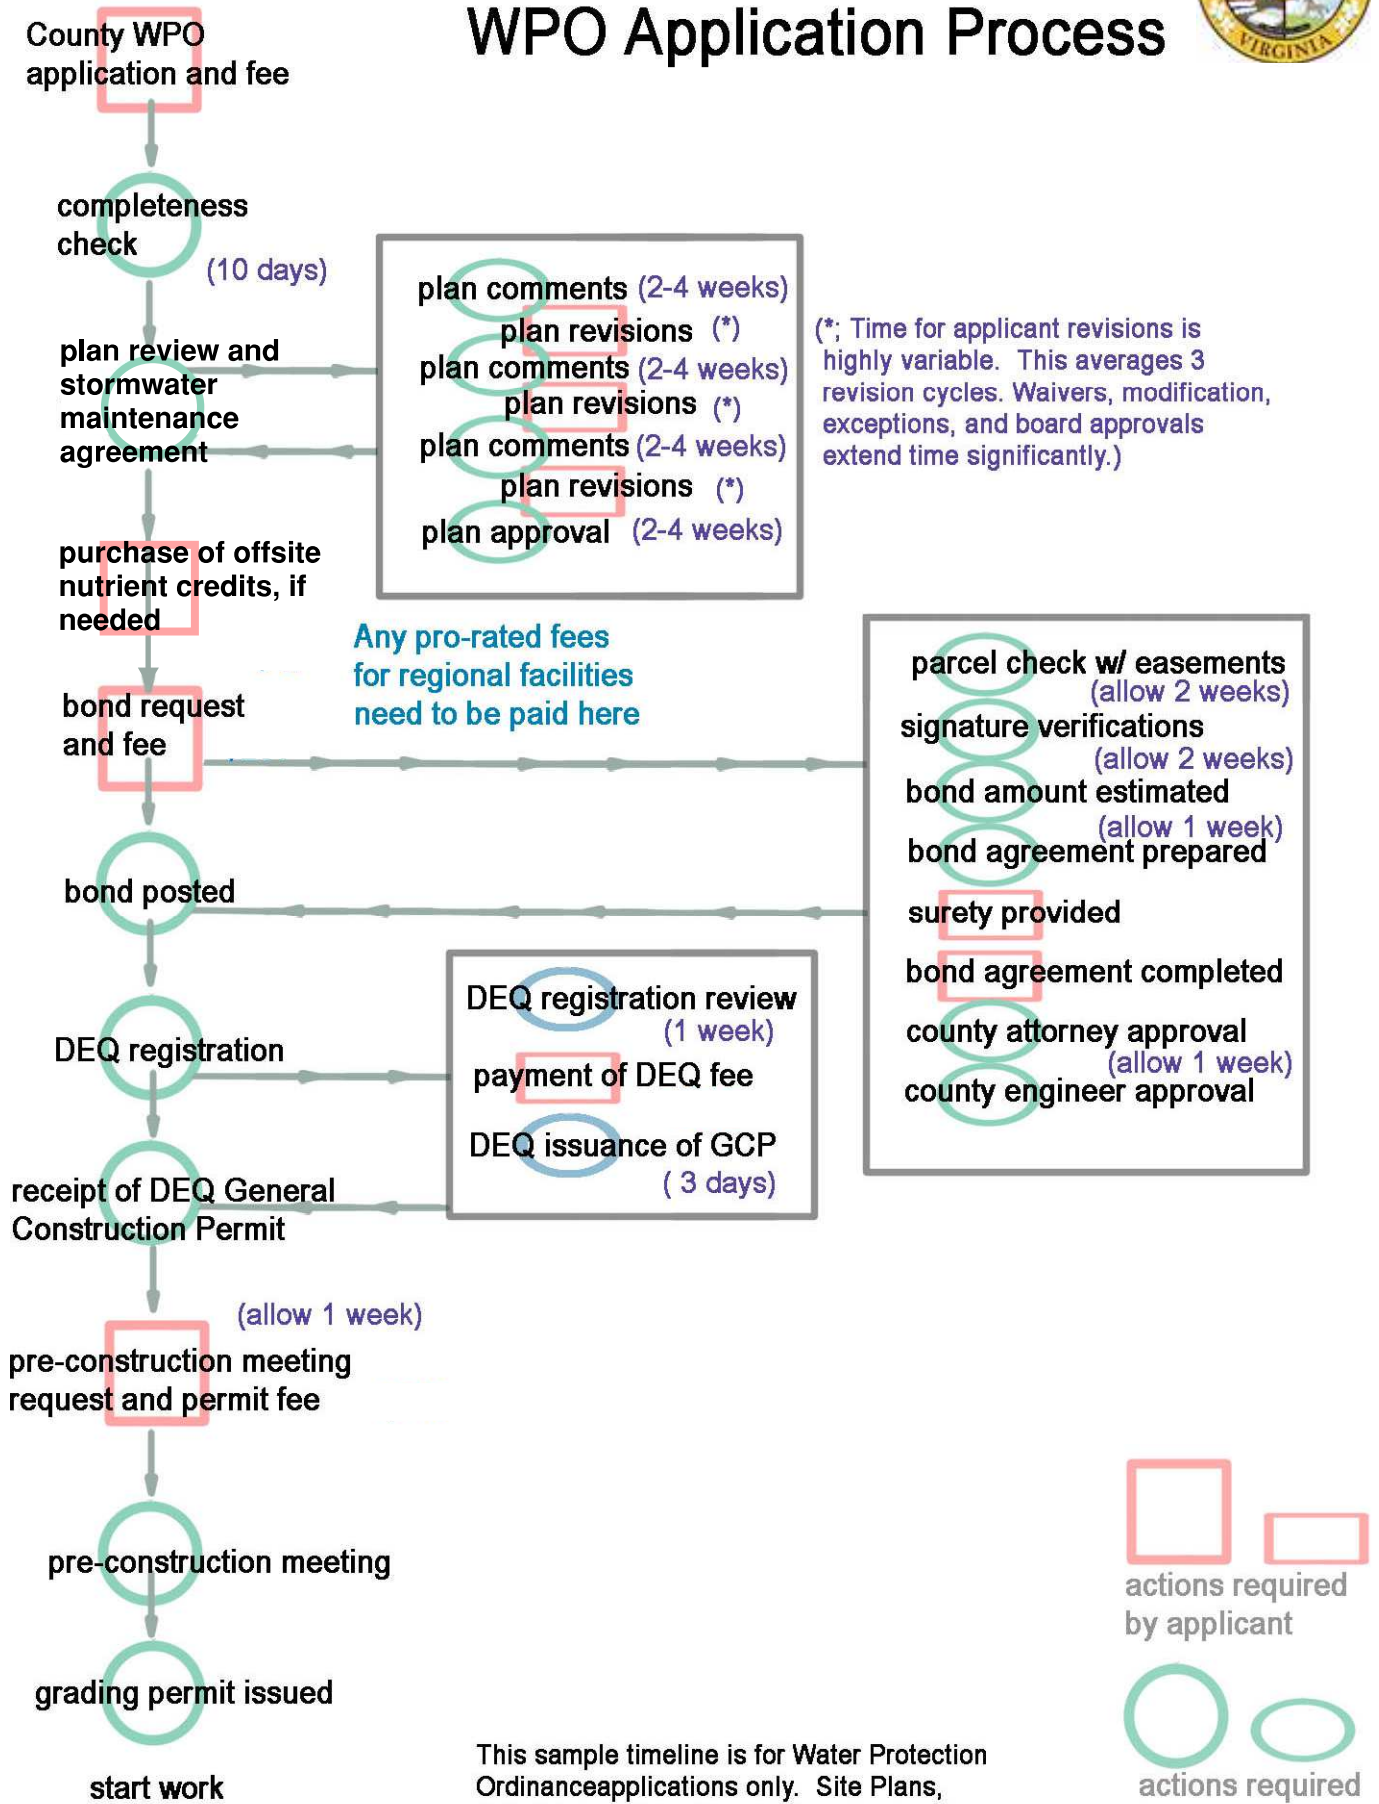 WPO Application Process
VIRGINIA
County WPO
application and fee
completeness
check
(10 days)
plan review and
stormwater
maintenance
agreement
plan comments (2-4 weeks)
plan revisions (*)
plan comments (2-4 weeks)
plan revisions (*)
plan comments (2-4 weeks)
plan revisions (*)
plan approval (2-4 weeks)
(*; Time for applicant revisions is
highly variable. This averages 3
revision cycles. Waivers, modification,
exceptions, and board approvals
extend time significantly.)
purchase of offsite
nutrient credits, if
needed
Any pro-rated fees
for regional facilities
need to be paid here
bond request
and fee
parcel check w/ easements
(allow 2 weeks)
signature verifications
(allow 2 weeks)
bond amount estimated
(allow 1 week)
bond agreement prepared
surety provided
bond agreement completed
county attorney approval
(allow 1 week)
county engineer approval
bond posted
DEQ registration
DEQ registration review
(1 week)
payment of DEQ fee
DEQ issuance of GCP
( 3 days)
receipt of DEQ General
Construction Permit
(allow 1 week)
pre-construction meeting
request and permit fee
pre-construction meeting
grading permit issued
start work
This sample timeline is for Water Protection
Ordinanceapplications only. Site Plans,
actions required
by applicant
actions required